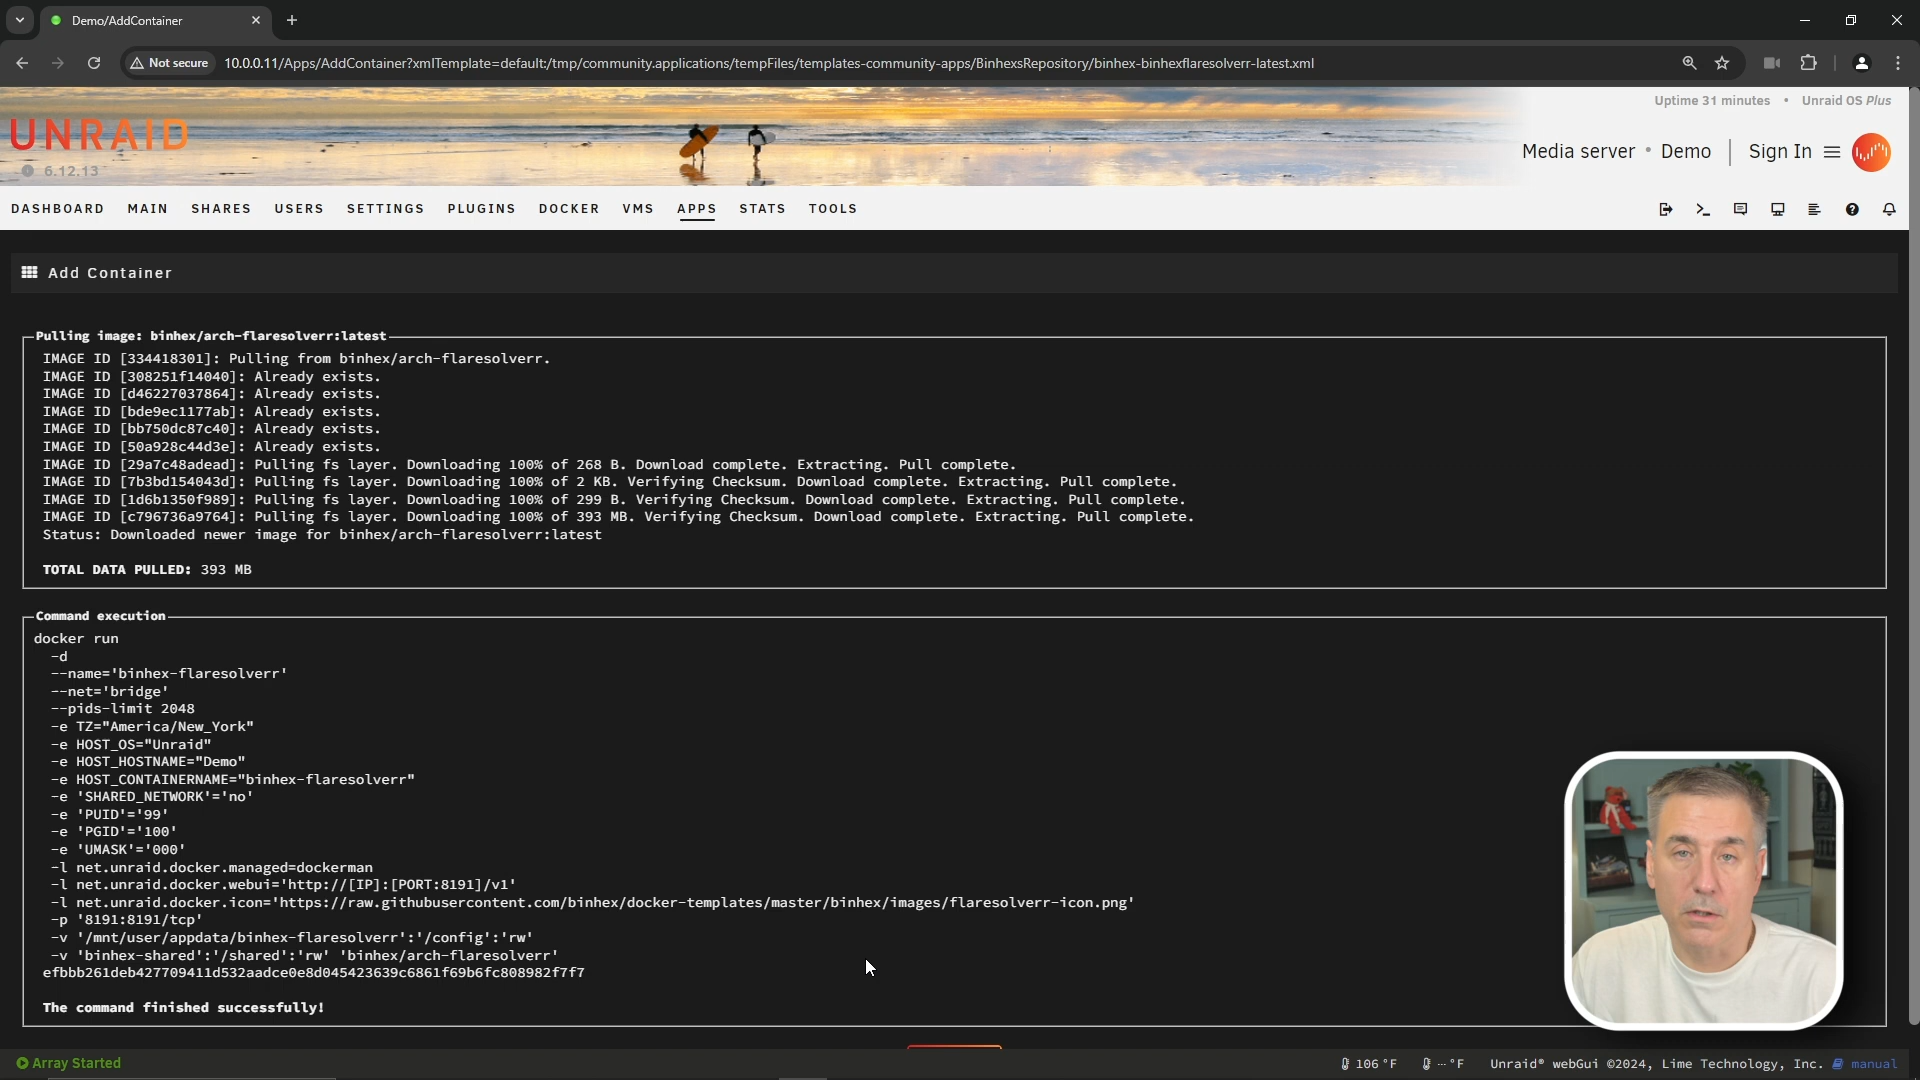 Demo/AddContainer
Not secure
10.0.0.11/Apps/AddContainer?xmlTemplate=default:/tmp/community.applications/tempFiles/templates-community-apps/BinhexsRepository/binhex-binhexflaresolverr-latest.xml
Uptime 31 minutes • Unraid OS Plus
UNRAID
6.12.13
Media server • Demo
Sign In
DASHBOARD MAIN SHARES USERS SETTINGS PLUGINS DOCKER VMS APPS STATS TOOLS
Add Container
Pulling image: binhex/arch-flaresolverr:latest
IMAGE ID [334418301]: Pulling from binhex/arch-flaresolverr.
IMAGE ID [308251f14040]: Already exists.
IMAGE ID [d46227037864]: Already exists.
IMAGE ID [bde9ec1177ab]: Already exists.
IMAGE ID [bb750dc87c40]: Already exists.
IMAGE ID [50a928c44d3e]: Already exists.
IMAGE ID [29a7c48adead]: Pulling fs layer. Downloading 100% of 268 B. Download complete. Extracting. Pull complete.
IMAGE ID [7b3bd154043d]: Pulling fs layer. Downloading 100% of 2 KB. Verifying Checksum. Download complete. Extracting. Pull complete.
IMAGE ID [1d6b1350f989]: Pulling fs layer. Downloading 100% of 299 B. Verifying Checksum. Download complete. Extracting. Pull complete.
IMAGE ID [c796736a9764]: Pulling fs layer. Downloading 100% of 393 MB. Verifying Checksum. Download complete. Extracting. Pull complete.
Status: Downloaded newer image for binhex/arch-flaresolverr:latest
TOTAL DATA PULLED: 393 MB
Command execution
docker run
-d
--name='binhex-flaresolverr'
--net='bridge'
--pids-limit 2048
-e TZ="America/New_York"
-e HOST_OS="Unraid"
-e HOST_HOSTNAME="Demo"
-e HOST_CONTAINERNAME="binhex-flaresolverr"
-e 'SHARED_NETWORK'='no'
-e 'PUID'='99'
-e 'PGID'='100'
-e 'UMASK'='000'
-l net.unraid.docker.managed=dockerman
-l net.unraid.docker.webui='http://[IP]:[PORT:8191]/v1'
-l net.unraid.docker.icon='https://raw.githubusercontent.com/binhex/docker-templates/master/binhex/images/flaresolverr-icon.png'
-p '8191:8191/tcp'
-v '/mnt/user/appdata/binhex-flaresolverr':'/config':'rw'
-v 'binhex-shared':'/shared':'rw' 'binhex/arch-flaresolverr'
efbbb261deb427709411d532aadce0e8d045423639c6861f69b6fc808982f7f7
The command finished successfully!
Array Started
106 °F
-- °F
Unraid® webGui ©2024, Lime Technology, Inc.
manual